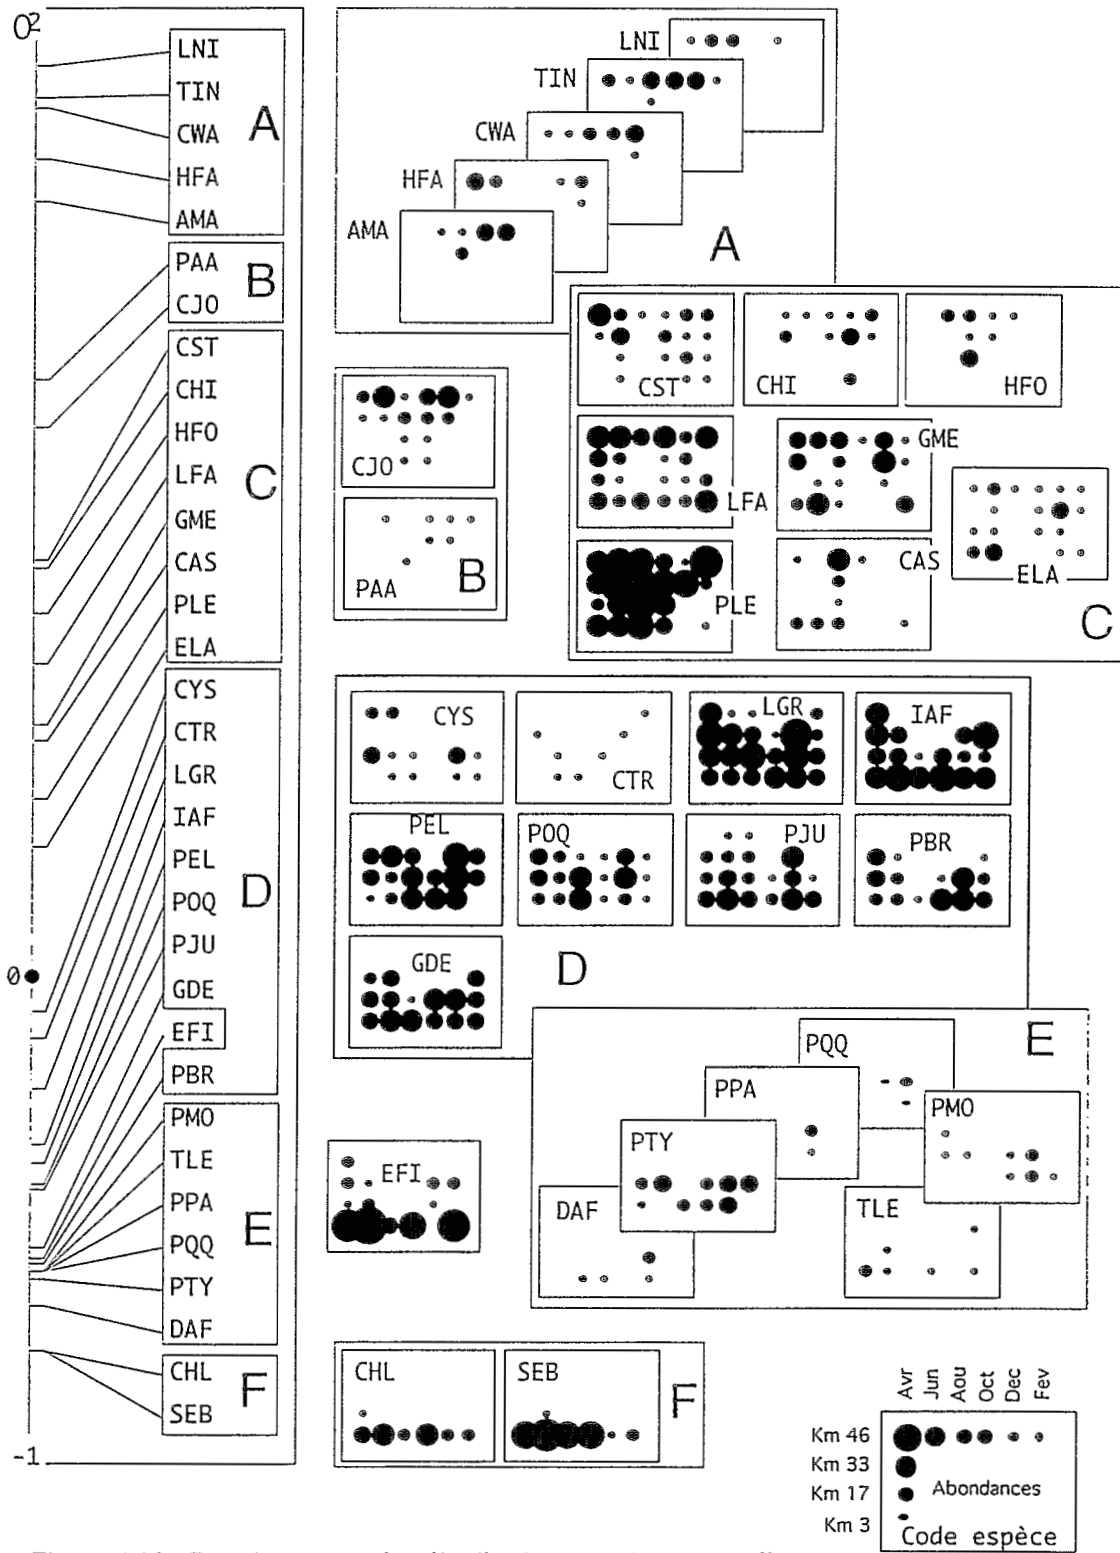 2
0
LNI
TIN
CWA
HFA
AMA
A
PAA
CJO
B
CST
CHI
HFO
LFA
GME
CAS
PLE
ELA
C
CYS
CTR
LGR
IAF
PEL
POQ
PJU
GDE
EFI
PBR
D
0
PMO
TLE
PPA
PQQ
PTY
DAF
E
CHL
SEB
F
-1
LNI
TIN
CWA
HFA
AMA
A
CST
CHI
HFO
LFA
GME
ELA
PLE
CAS
C
CJO
PAA
B
CYS
CTR
LGR
IAF
PEL
POQ
PJU
PBR
GDE
D
EFI
PQQ
PPA
PMO
PTY
DAF
TLE
E
CHL
SEB
F
Avr Jun Aou Oct Dec Fev
Km 46
Km 33
Km 17
Km 3
Abondances
Code espèce